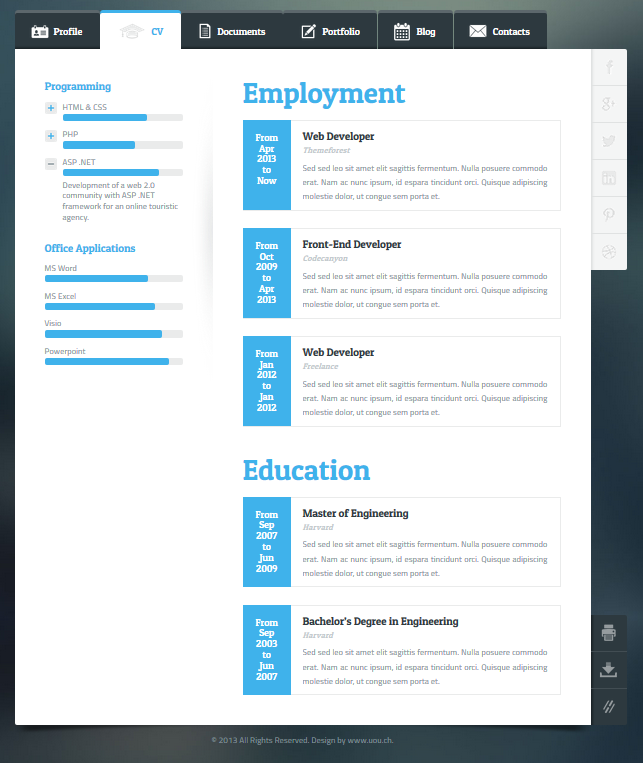 Profile
CV
Documents
Portfolio
Blog
Contacts
Programming
HTML & CSS
PHP
ASP .NET
Development of a web 2.0
community with ASP .NET
framework for an online touristic
agency.
Office Applications
MS Word
MS Excel
Visio
Powerpoint
Employment
From
Apr
2013
to
Now
Web Developer
Themeforest
Sed sed leo sit amet elit sagittis fermentum. Nulla posuere commodo
erat. Nam ac nunc ipsum, id espara tincidunt orci. Quisque adipiscing
molestie dolor, ut congue sem porta et.
From
Oct
2009
to
Apr
2013
Front-End Developer
Codecanyon
Sed sed leo sit amet elit sagittis fermentum. Nulla posuere commodo
erat. Nam ac nunc ipsum, id espara tincidunt orci. Quisque adipiscing
molestie dolor, ut congue sem porta et.
From
Jan
2012
to
Jan
2012
Web Developer
Freelance
Sed sed leo sit amet elit sagittis fermentum. Nulla posuere commodo
erat. Nam ac nunc ipsum, id espara tincidunt orci. Quisque adipiscing
molestie dolor, ut congue sem porta et.
Education
From
Sep
2007
to
Jun
2009
Master of Engineering
Harvard
Sed sed leo sit amet elit sagittis fermentum. Nulla posuere commodo
erat. Nam ac nunc ipsum, id espara tincidunt orci. Quisque adipiscing
molestie dolor, ut congue sem porta et.
From
Sep
2003
to
Jun
2007
Bachelor's Degree in Engineering
Harvard
Sed sed leo sit amet elit sagittis fermentum. Nulla posuere commodo
erat. Nam ac nunc ipsum, id espara tincidunt orci. Quisque adipiscing
molestie dolor, ut congue sem porta et.
© 2013 All Rights Reserved. Design by www.uou.ch.